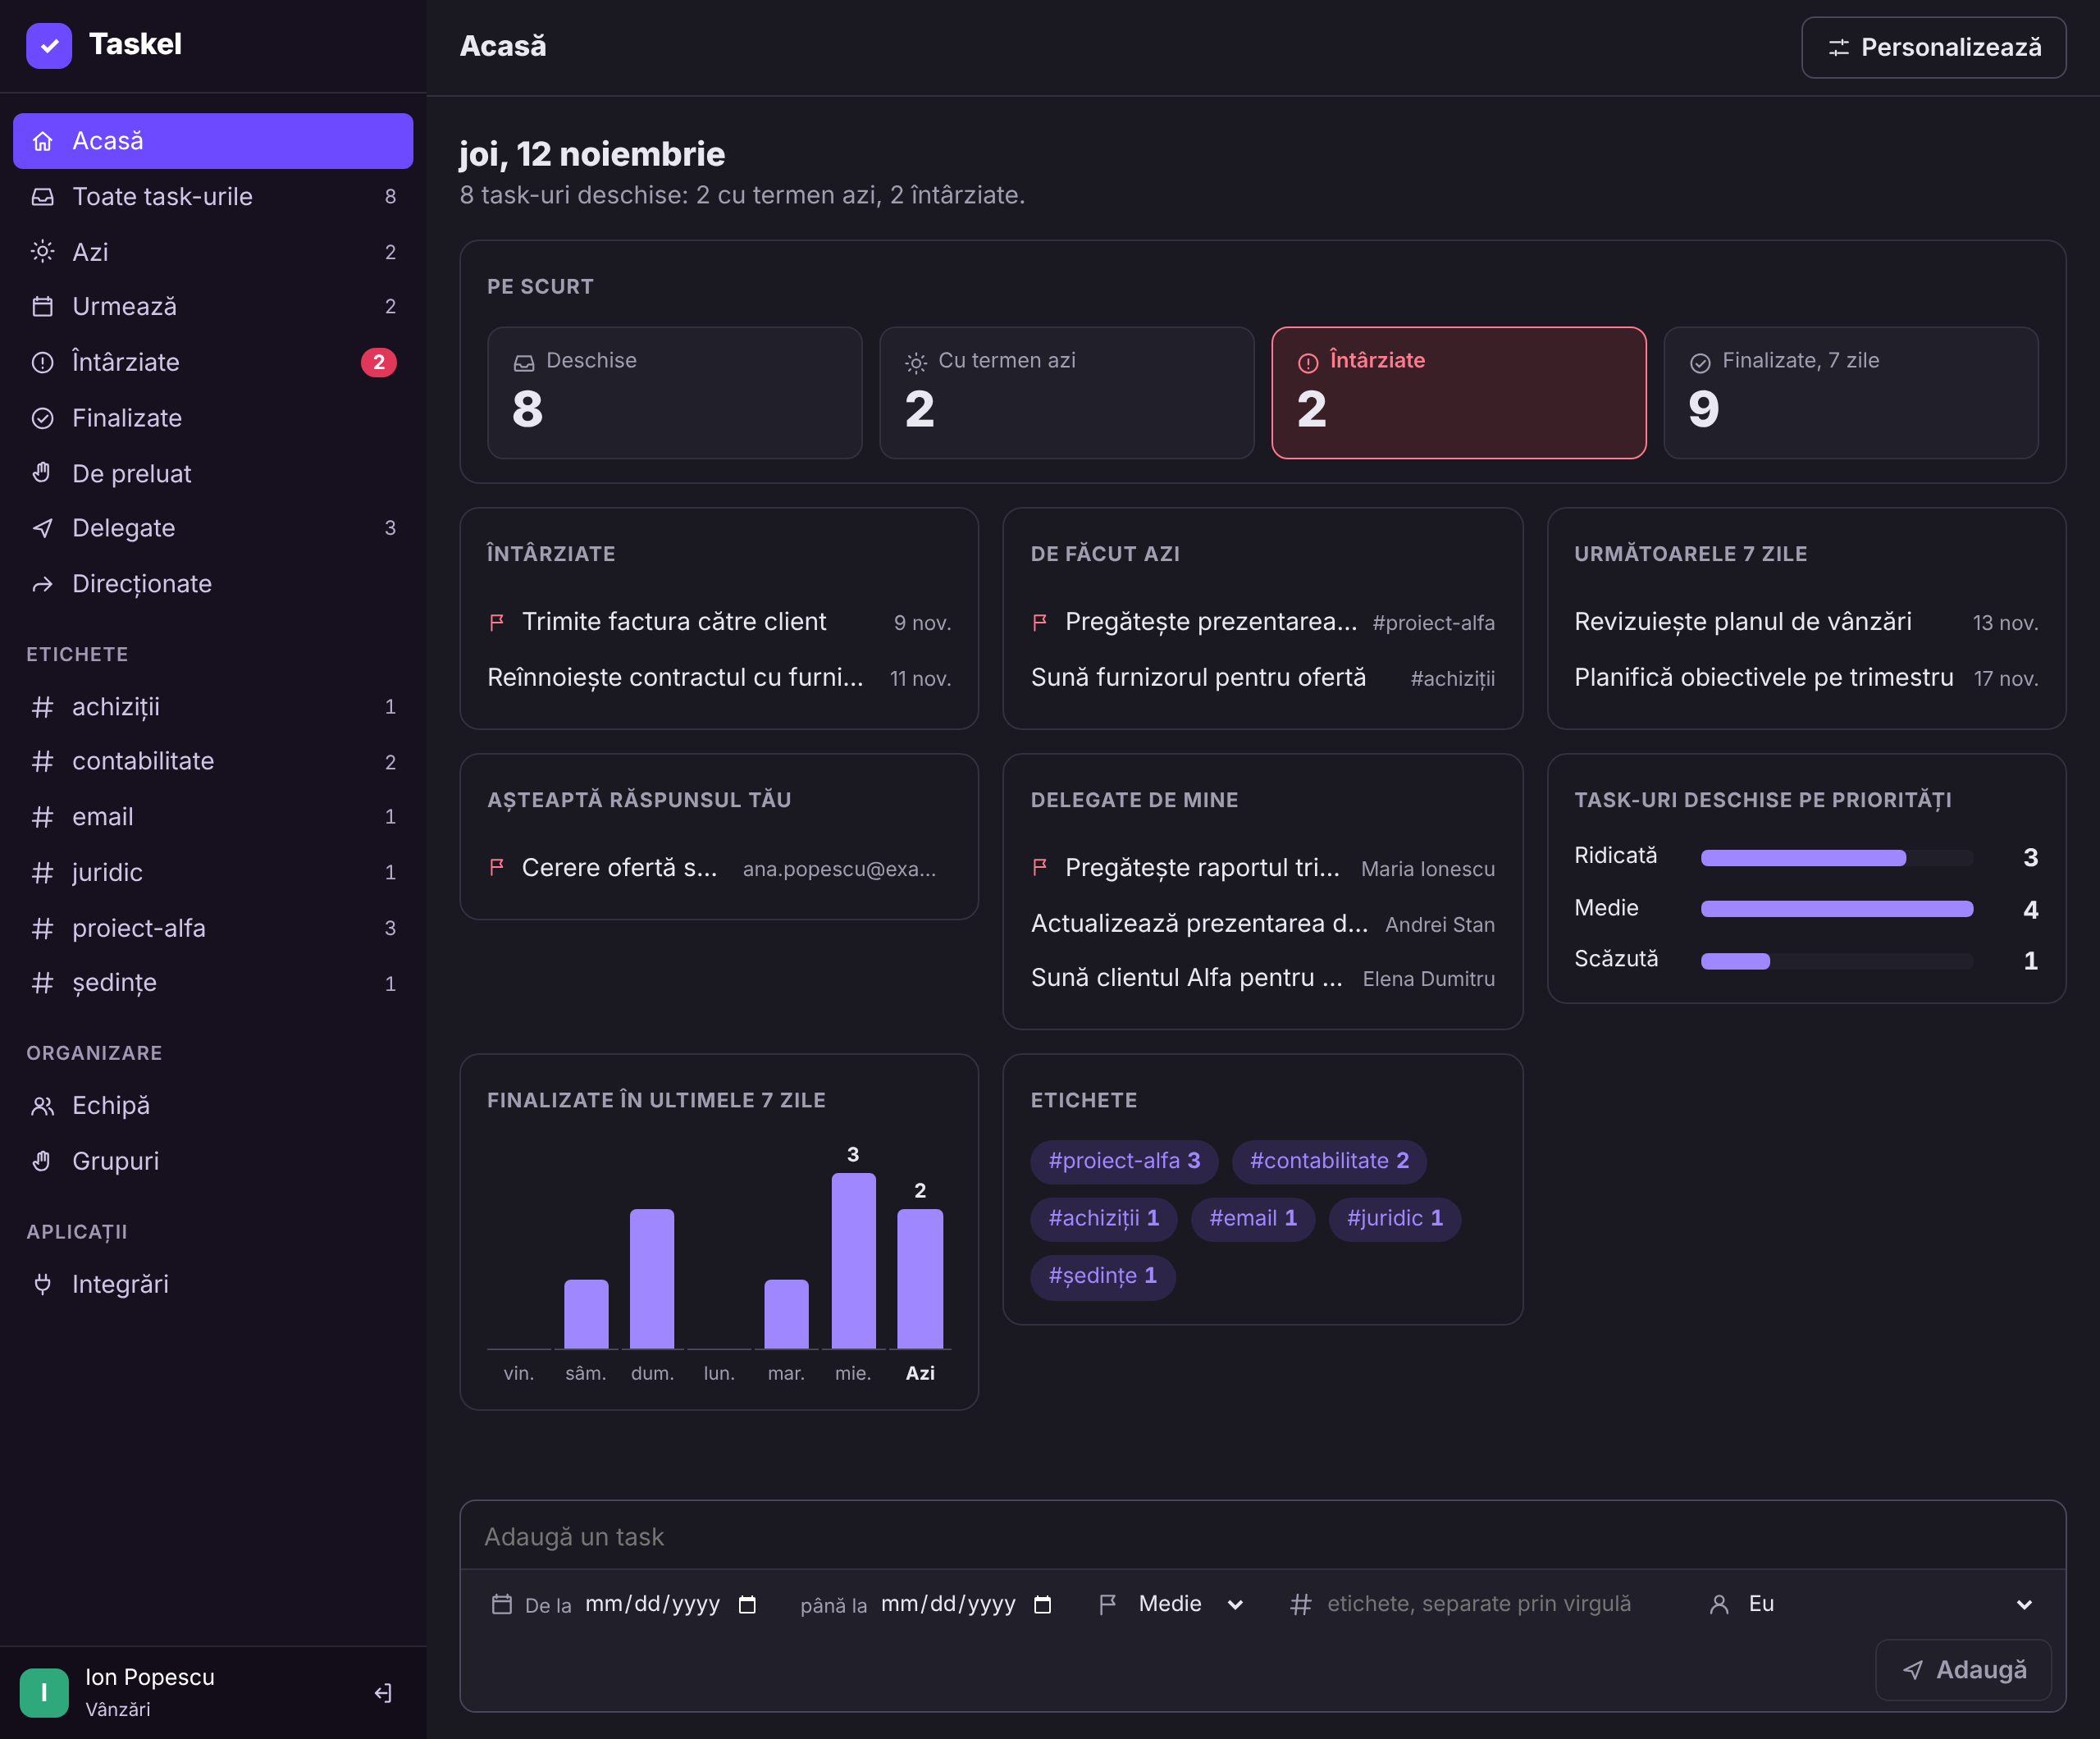 Taskel
Acasă
Toate task-urile 8
Azi 2
Urmează 2
Întârziate 2
Finalizate
De preluat
Delegate 3
Direcționate
ETICHETE
achiziții 1
contabilitate 2
email 1
juridic 1
proiect-alfa 3
ședințe 1
ORGANIZARE
Echipă
Grupuri
APLICAȚII
Integrări
I
Ion Popescu
Vânzări
Acasă
Personalizează
joi, 12 noiembrie
8 task-uri deschise: 2 cu termen azi, 2 întârziate.
PE SCURT
Deschise
8
Cu termen azi
2
Întârziate
2
Finalizate, 7 zile
9
ÎNTÂRZIATE
Trimite factura către client 9 nov.
Reînnoiește contractul cu furni... 11 nov.
DE FĂCUT AZI
Pregătește prezentarea... #proiect-alfa
Sună furnizorul pentru ofertă #achiziții
URMĂTOARELE 7 ZILE
Revizuiește planul de vânzări 13 nov.
Planifică obiectivele pe trimestru 17 nov.
AȘTEAPTĂ RĂSPUNSUL TĂU
Cerere ofertă s... ana.popescu@exa...
DELEGATE DE MINE
Pregătește raportul tri... Maria Ionescu
Actualizează prezentarea d... Andrei Stan
Sună clientul Alfa pentru ... Elena Dumitru
TASK-URI DESCHISE PE PRIORITĂȚI
Ridicată 3
Medie 4
Scăzută 1
FINALIZATE ÎN ULTIMELE 7 ZILE
3
2
vin. sâm. dum. lun. mar. mie. Azi
ETICHETE
#proiect-alfa 3 #contabilitate 2
#achiziții 1 #email 1 #juridic 1
#ședințe 1
Adaugă un task
De la mm/dd/yyyy până la mm/dd/yyyy Medie etichete, separate prin virgulă Eu
Adaugă